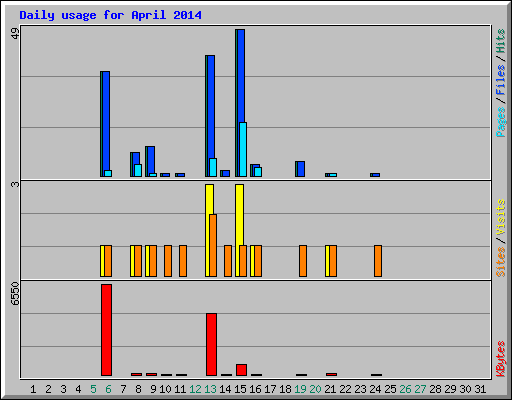 Daily usage for April 2014
49
Pages / Files / Hits
3
Sites / Visits
6550
KBytes
1 2 3 4 5 6 7 8 9 10 11 12 13 14 15 16 17 18 19 20 21 22 23 24 25 26 27 28 29 30 31